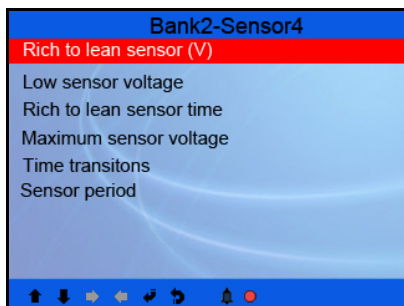 Bank2-Sensor4
Rich to lean sensor (V)
Low sensor voltage
Rich to lean sensor time
Maximum sensor voltage
Time transitons
Sensor period